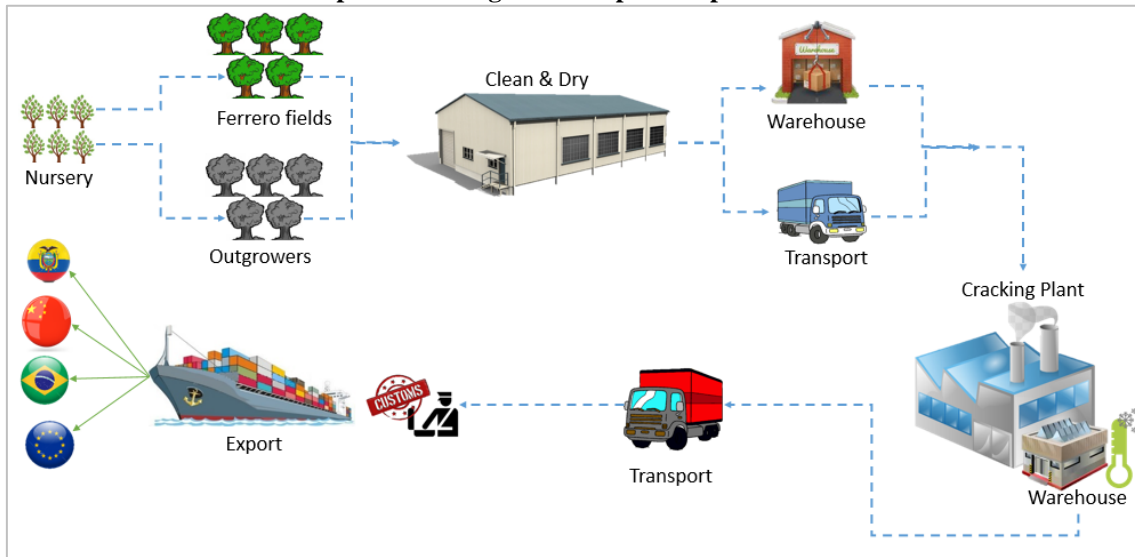 Clean & Dry
Warehouse
Ferrero fields
Warehouse
Nursery
Outgrowers
Transport
Cracking Plant
CUSTOMS
Export
Transport
Warehouse